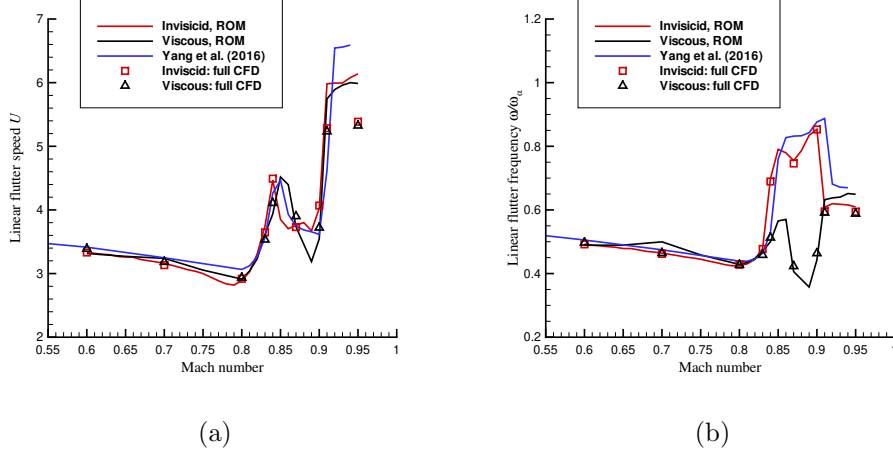 Invisicid, ROM
Viscous, ROM
Yang et al. (2016)
Inviscid: full CFD
Viscous: full CFD
Linear flutter speed U
7
6
5
4
3
2
0.55 0.6 0.65 0.7 0.75 0.8 0.85 0.9 0.95 1
Mach number
(a)
Invisicid, ROM
Viscous, ROM
Yang et al. (2016)
Inviscid: full CFD
Viscous: full CFD
Linear flutter frequency ω/ωα
1.2
1
0.8
0.6
0.4
0.2
0.55 0.6 0.65 0.7 0.75 0.8 0.85 0.9 0.95 1
Mach number
(b)